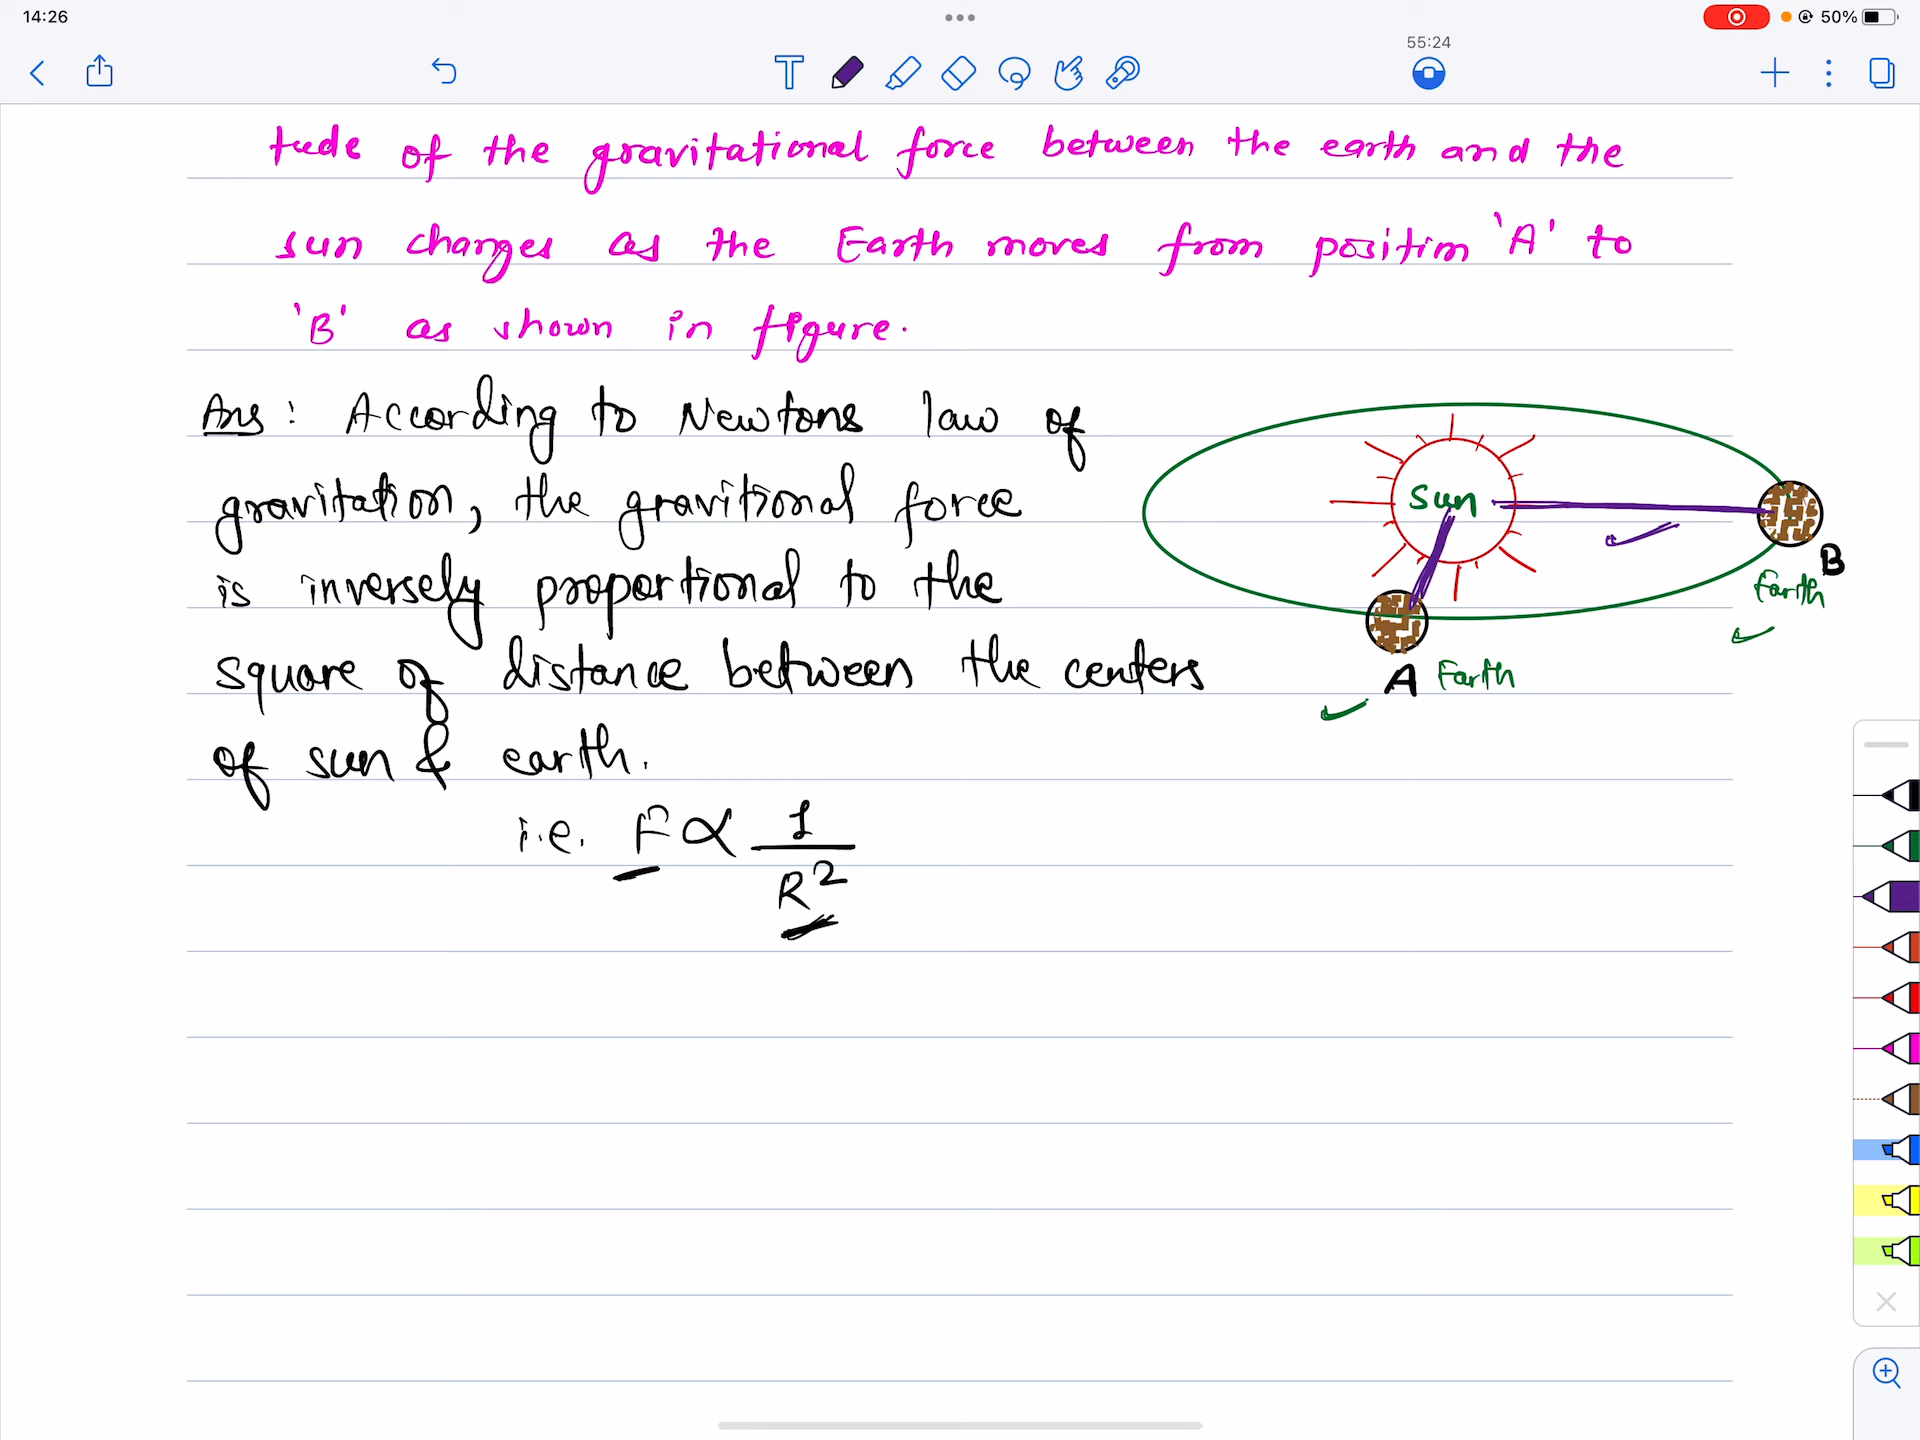 14:26
50%
55:24
T
tude of the gravitational force between the earth and the
sun changes as the Earth moves from position 'A' to
'B' as shown in figure.
Ans : According to Newtons law of
gravitation, the gravitional force
is inversely proportional to the
square of distance between the centers
of sun & earth.
i.e. F ∝ 1
R²
Sun
B
Earth
A Earth